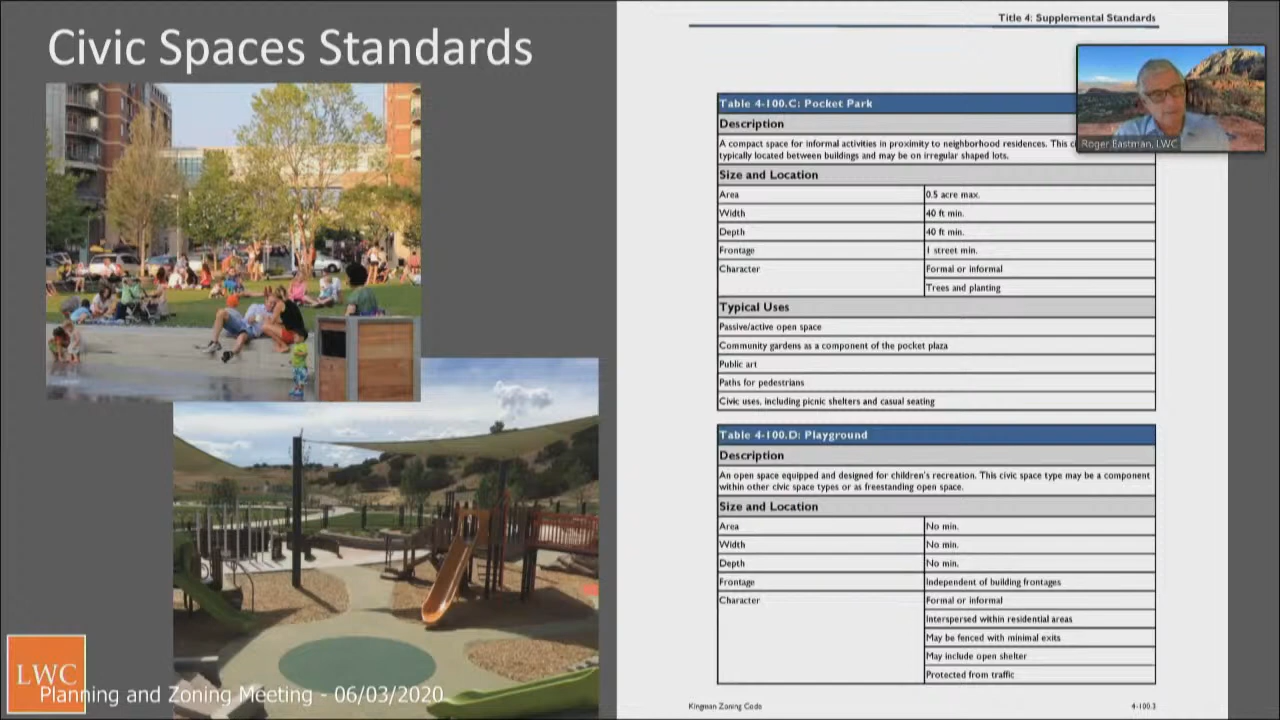 Civic Spaces Standards
Title 4: Supplemental Standards
Table 4-100.C: Pocket Park
Description
A compact space for informal activities in proximity to neighborhood residences. This
typically located between buildings and may be on irregular shaped lots.
Size and Location
Area 0.5 acre max.
Width 40 ft min.
Depth 40 ft min.
Frontage 1 street min.
Character Formal or informal
Trees and planting
Typical Uses
Passive/active open space
Community gardens as a component of the pocket plaza
Public art
Paths for pedestrians
Civic uses, including picnic shelters and casual seating
Table 4-100.D: Playground
Description
An open space equipped and designed for children's recreation. This civic space type may be a component
within other civic space types or as freestanding open space.
Size and Location
Area No min.
Width No min.
Depth No min.
Frontage Independent of building frontages
Character Formal or informal
Interspersed within residential areas
May be fenced with minimal exits
May include open shelter
Protected from traffic
Kingman Zoning Code 4-100.3
Roger Eastman, LWC
LWC
Planning and Zoning Meeting - 06/03/2020